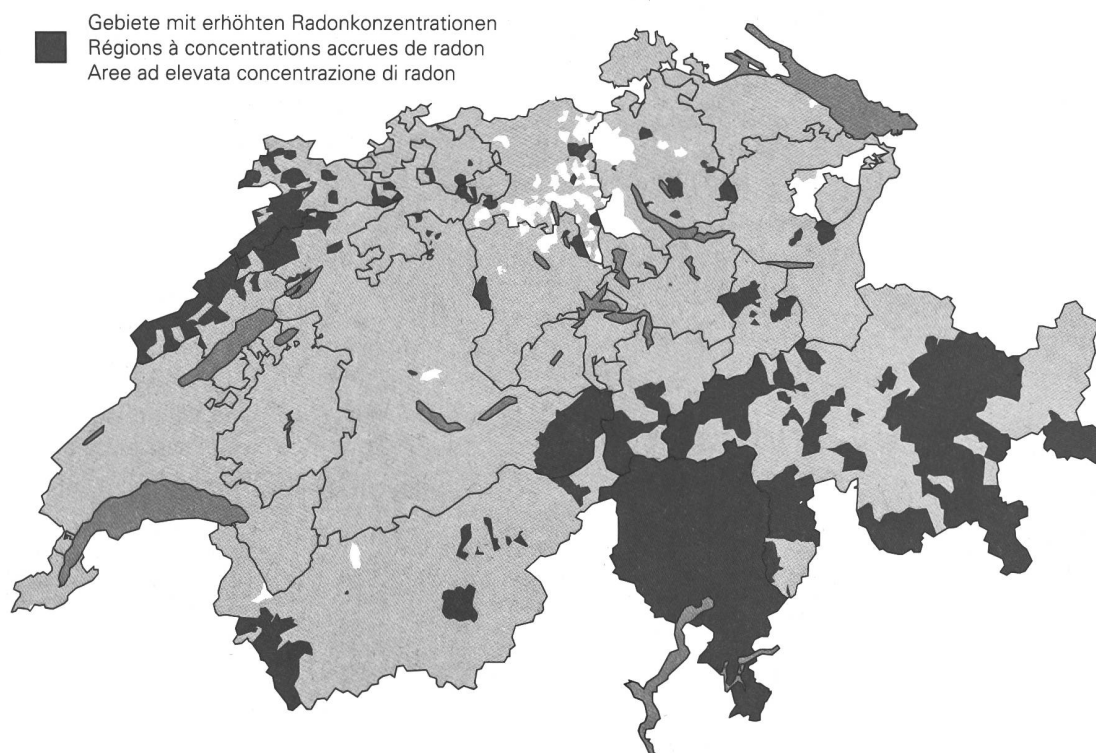 Gebiete mit erhöhten Radonkonzentrationen
Régions à concentrations accrues de radon
Aree ad elevata concentrazione di radon